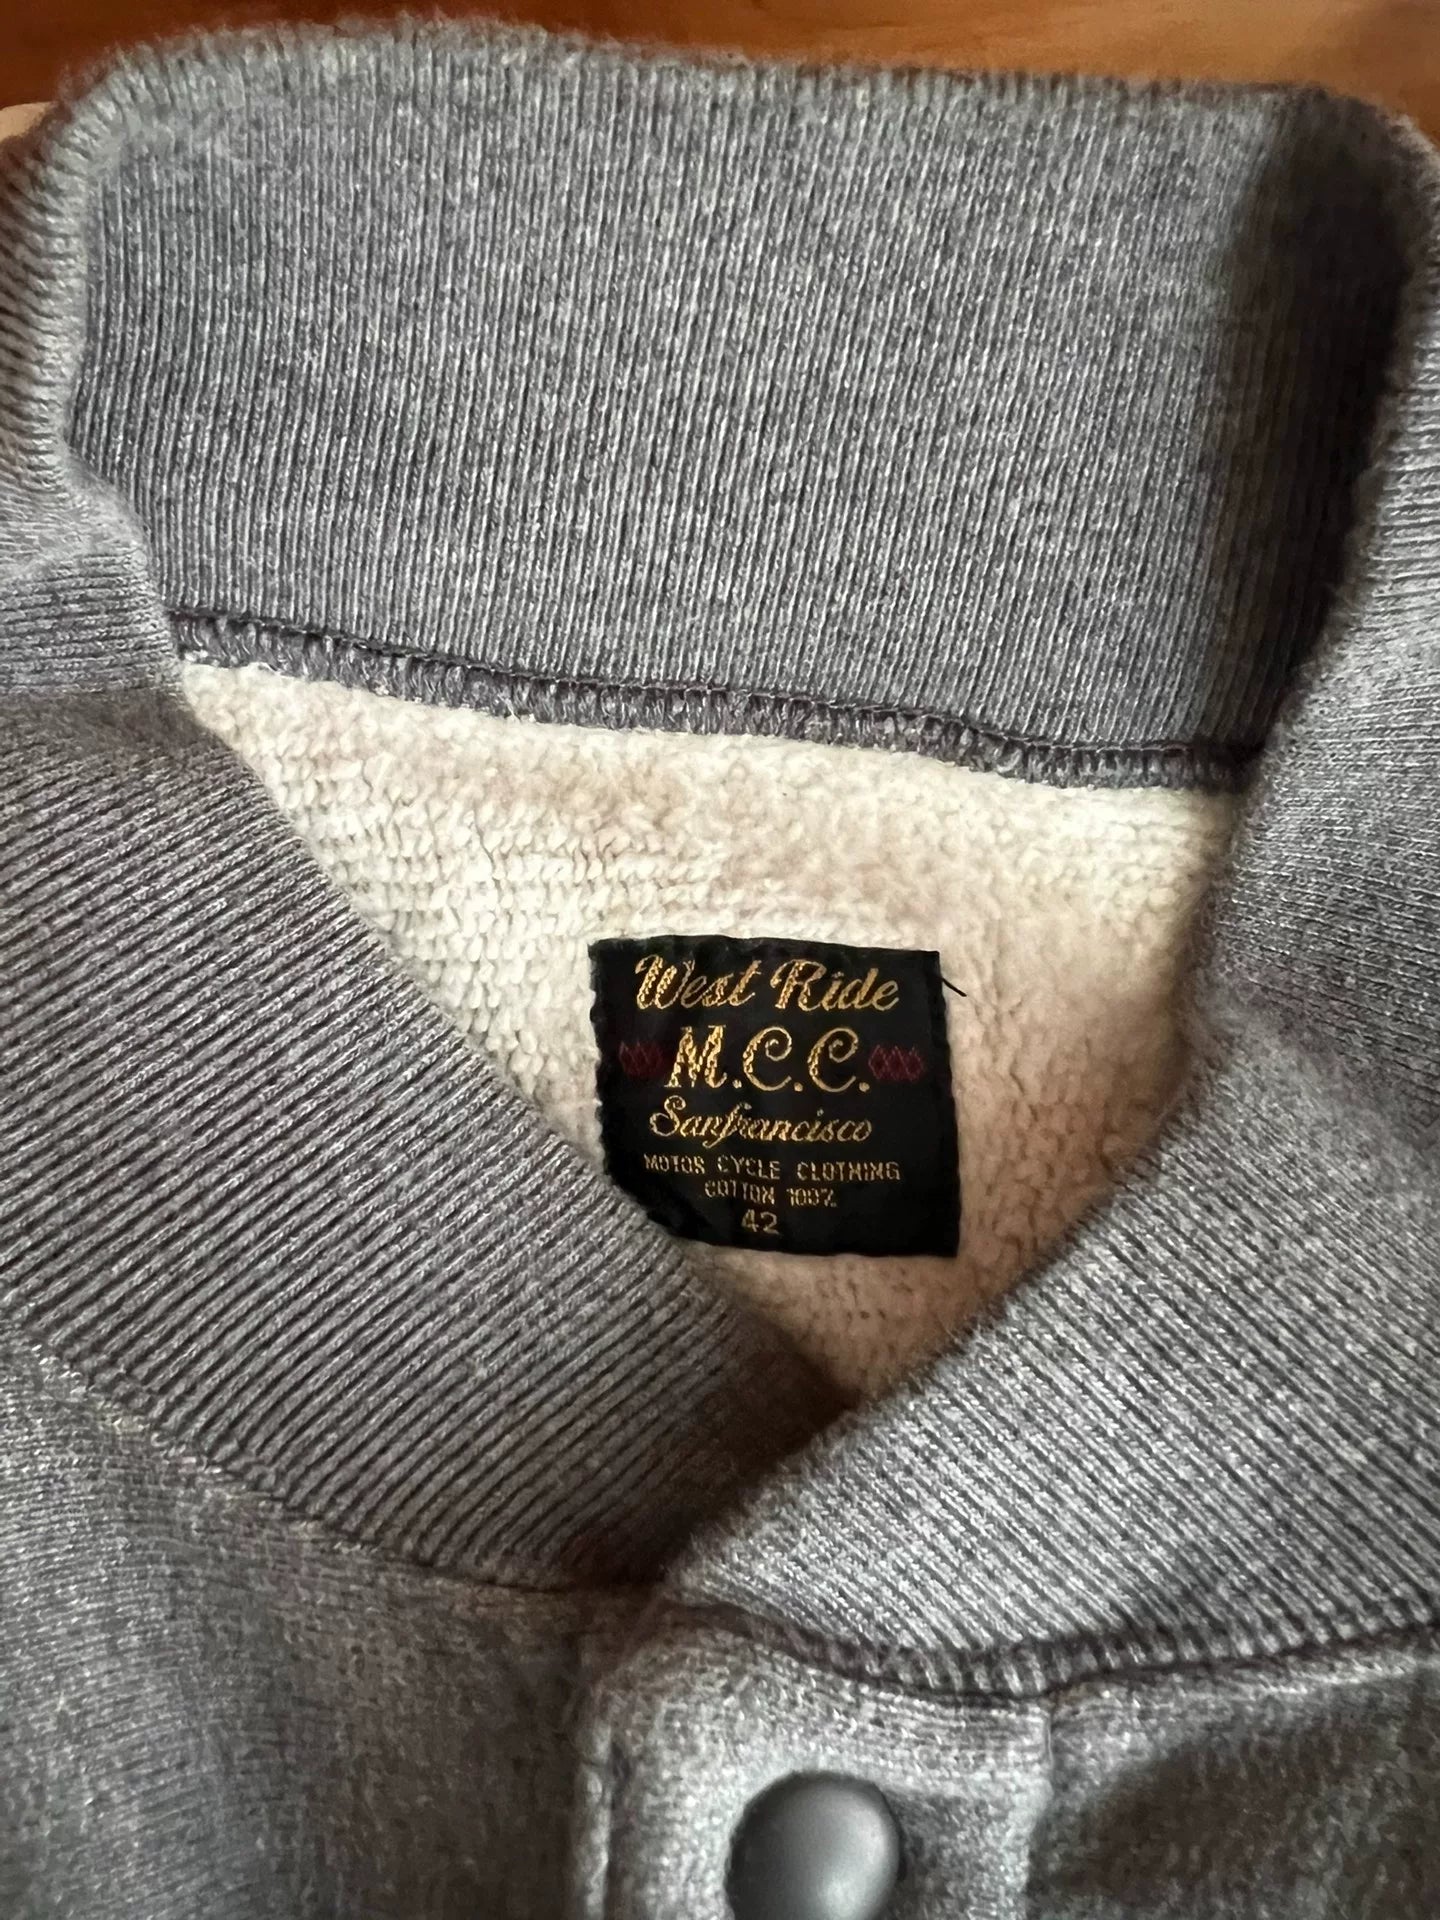 West Ride
M.C.C.
Sanfrancisco
MOTOR CYCLE CLOTHING
COTTON 100%
42